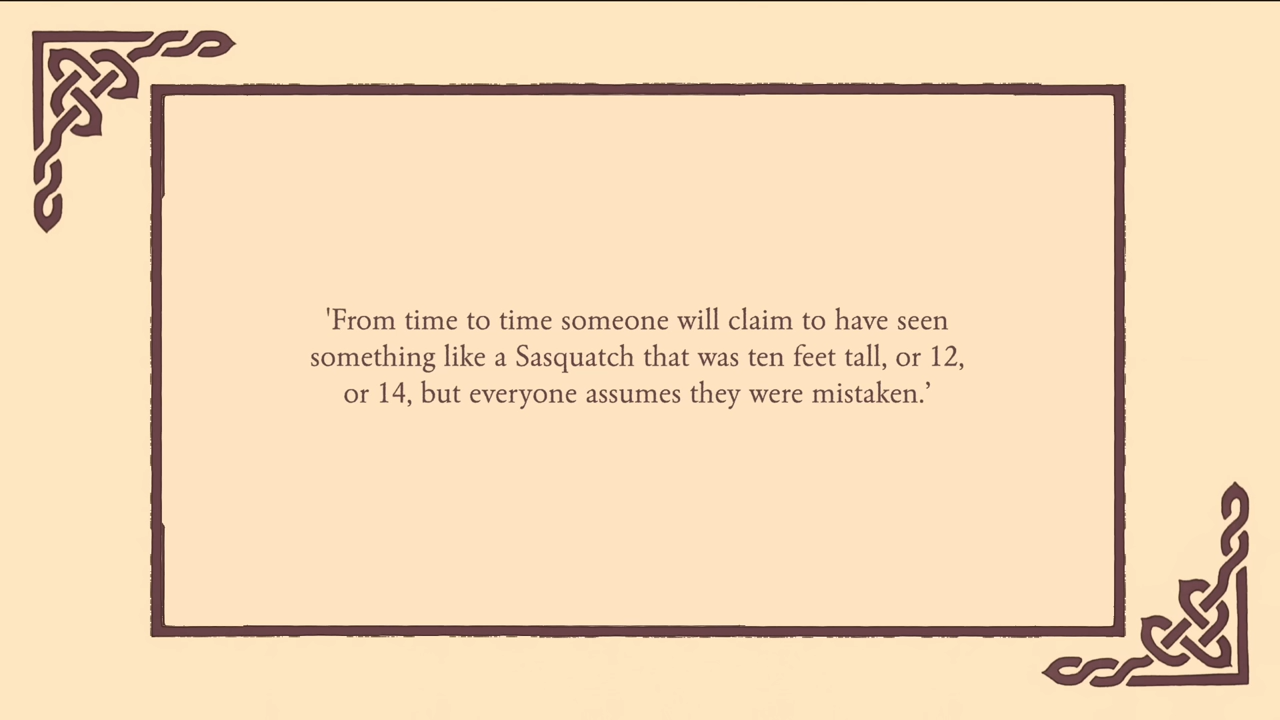 'From time to time someone will claim to have seen
something like a Sasquatch that was ten feet tall, or 12,
or 14, but everyone assumes they were mistaken.’